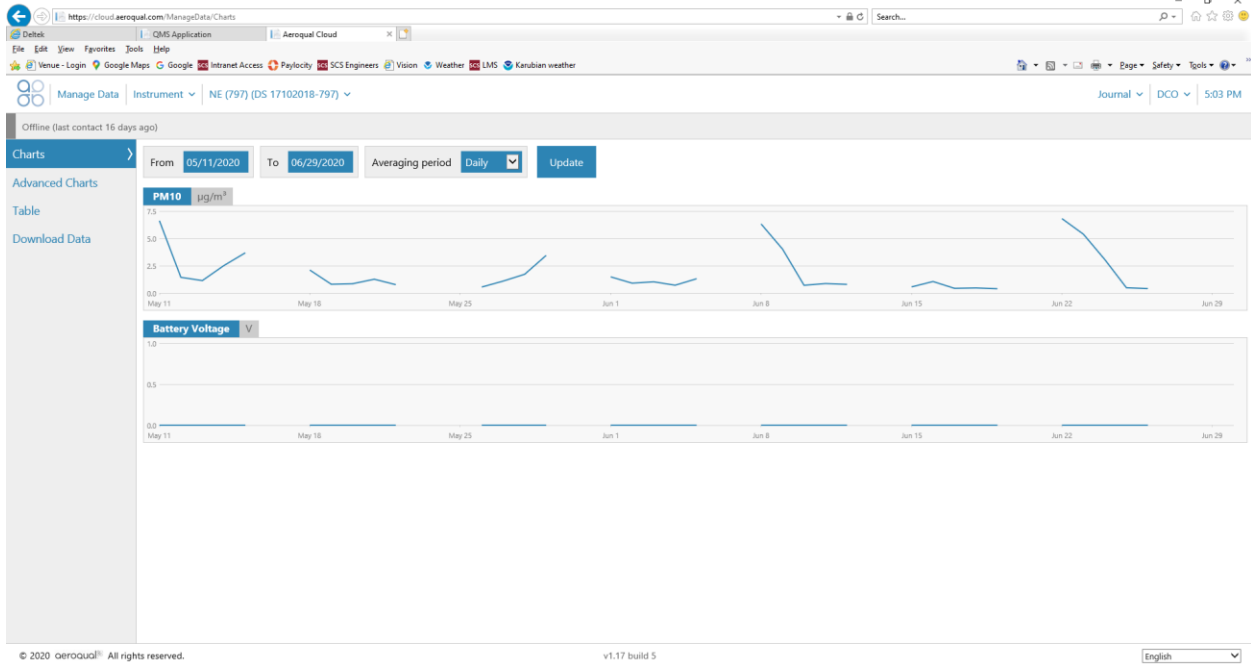 https://cloud.aeroqual.com/ManageData/Charts Search...
Deltek QMS Application Aeroqual Cloud
File Edit View Favorites Tools Help
Venue - Login Google Maps G Google SCS Intranet Access Paylocity SCS SCS Engineers Vision Weather SCS LMS Karubian weather Page Safety Tools
Manage Data Instrument NE (797) (DS 17102018-797) Journal DCO 5:03 PM
Offline (last contact 16 days ago)
Charts
Advanced Charts
Table
Download Data
From 05/11/2020 To 06/29/2020 Averaging period Daily Update
PM10 µg/m³
7.5
5.0
2.5
0.0
May 11 May 18 May 25 Jun 1 Jun 8 Jun 15 Jun 22 Jun 29
Battery Voltage V
1.0
0.5
0.0
May 11 May 18 May 25 Jun 1 Jun 8 Jun 15 Jun 22 Jun 29
© 2020 aeroqual All rights reserved. v1.17 build 5 English